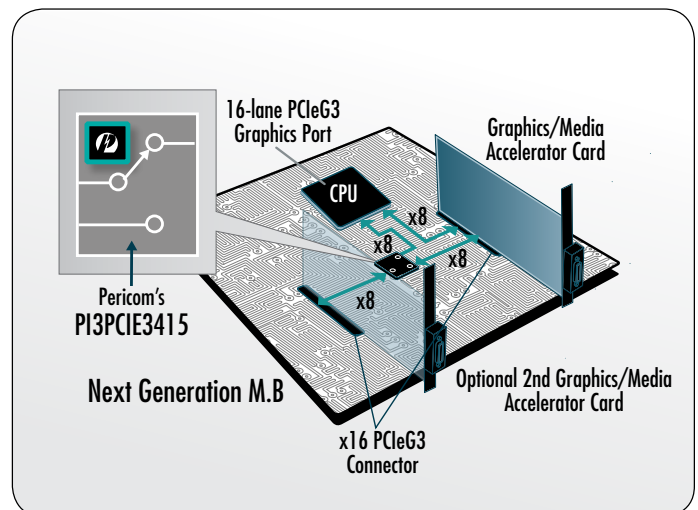 16-lane PCIeG3
Graphics Port
Graphics/Media
Accelerator Card
CPU
x8
x8
x8
x8
Pericom's
PI3PCIE3415
Next Generation M.B
Optional 2nd Graphics/Media
Accelerator Card
x16 PCIeG3
Connector